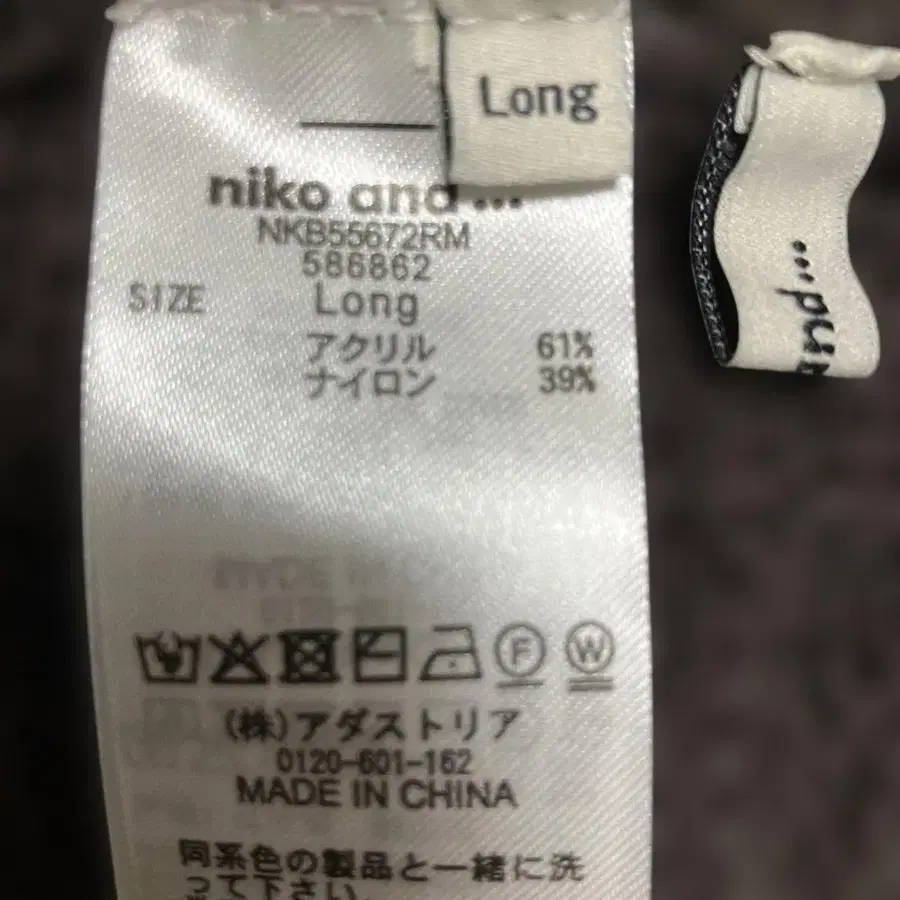 Long
niko and ...
NKB55672RM
586862
SIZE Long
アクリル 61%
ナイロン 39%
F W
(株)アダストリア
0120-601-162
MADE IN CHINA
同系色の製品と一緒に洗
って下さい